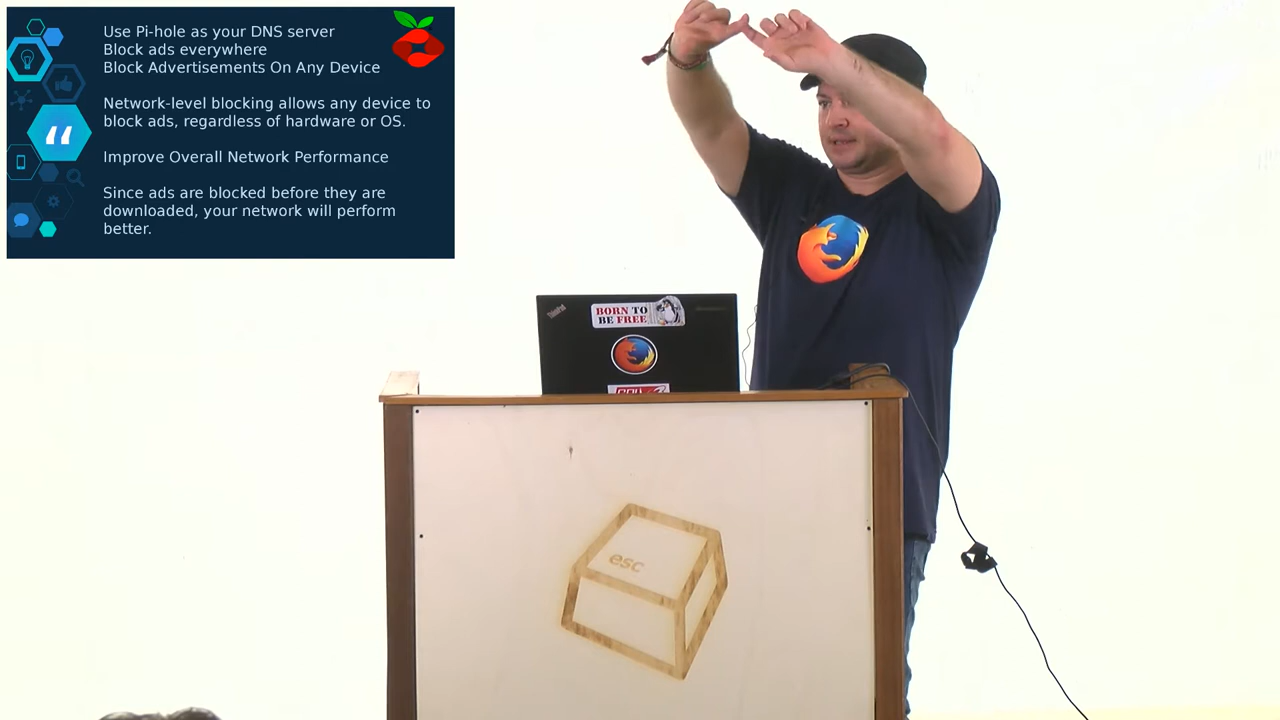 Use Pi-hole as your DNS server
Block ads everywhere
Block Advertisements On Any Device
Network-level blocking allows any device to
block ads, regardless of hardware or OS.
Improve Overall Network Performance
Since ads are blocked before they are
downloaded, your network will perform
better.
ThinkPad
BORN TO
BE FREE
esc